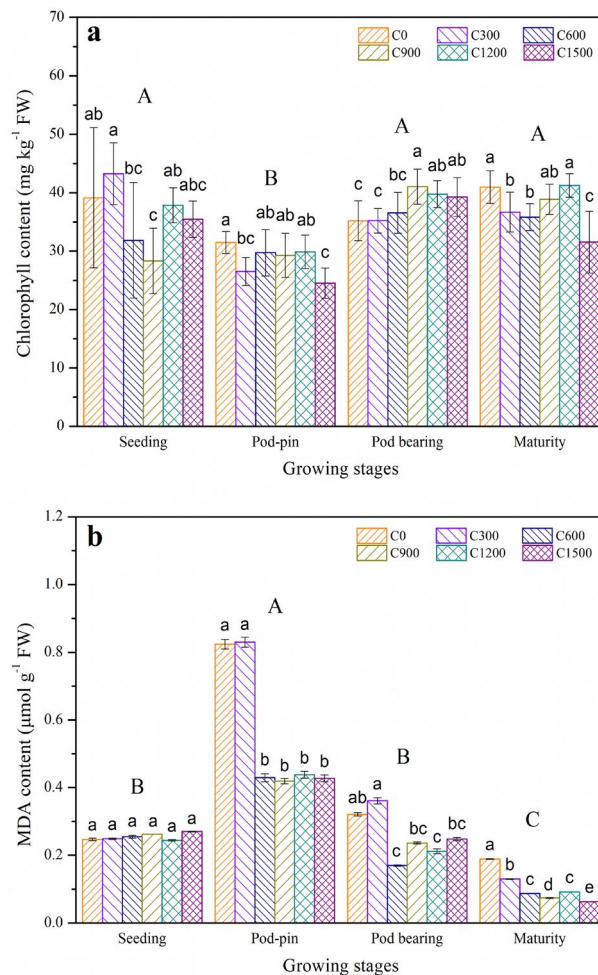 a
C0 C300 C600
C900 C1200 C1500
70
60
50
40
30
20
10
0
Chlorophyll content (mg kg⁻¹ FW)
A
B
A
A
ab a bc c ab abc
a c ab ab ab c
c c bc a ab ab
a b b ab a c
Seeding Pod-pin Pod bearing Maturity
Growing stages
b
C0 C300 C600
C900 C1200 C1500
1.2
1.0
0.8
0.6
0.4
0.2
0.0
MDA content (μmol g⁻¹ FW)
B
A
B
C
a a a a a a
a a b b b b
ab a c bc c bc
a b c d c e
Seeding Pod-pin Pod bearing Maturity
Growing stages